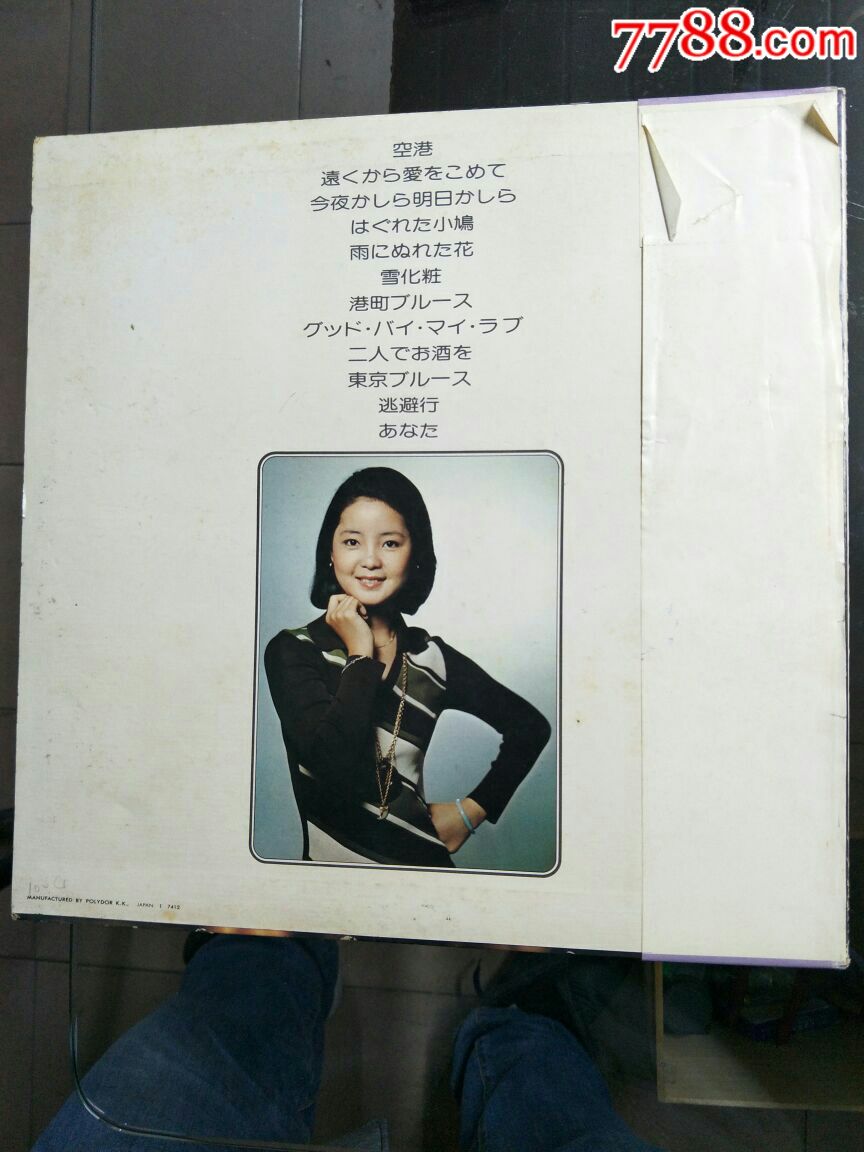 7788.com
空港
遠くから愛をこめて
今夜かしら明日かしら
はぐれた小鳩
雨にぬれた花
雪化粧
港町ブルース
グッド・バイ・マイ・ラブ
二人でお酒を
東京ブルース
逃避行
あなた
MANUFACTURED BY POLYDOR K.K., JAPAN I 7412